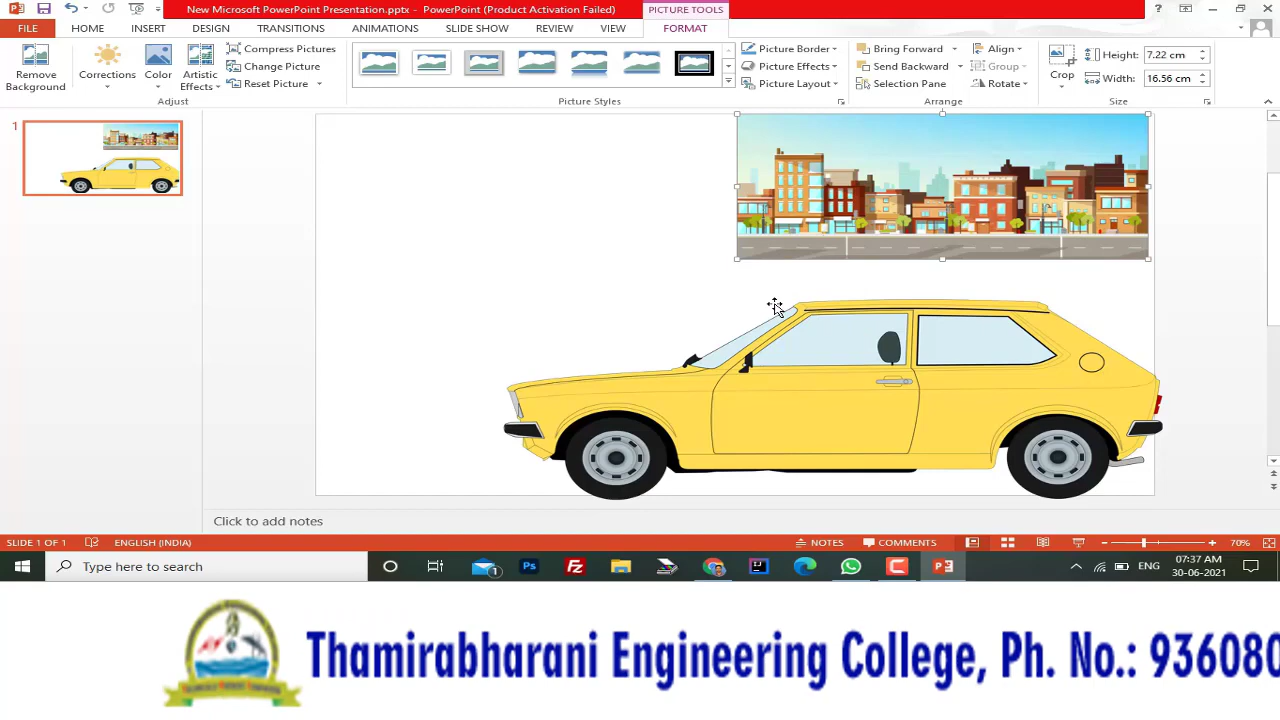 New Microsoft PowerPoint Presentation.pptx - PowerPoint (Product Activation Failed)
PICTURE TOOLS
FILE HOME INSERT DESIGN TRANSITIONS ANIMATIONS SLIDE SHOW REVIEW VIEW FORMAT
Remove Background
Corrections
Color
Artistic Effects
Compress Pictures
Change Picture
Reset Picture
Adjust
Picture Styles
Picture Border
Picture Effects
Picture Layout
Bring Forward
Send Backward
Selection Pane
Align
Group
Rotate
Arrange
Crop
Height: 7.22 cm
Width: 16.56 cm
Size
1
Click to add notes
SLIDE 1 OF 1 ENGLISH (INDIA) NOTES COMMENTS 70%
Type here to search
1
Ps
ENG
07:37 AM
30-06-2021
Thamirabharani Engineering College, Ph. No.: 936080